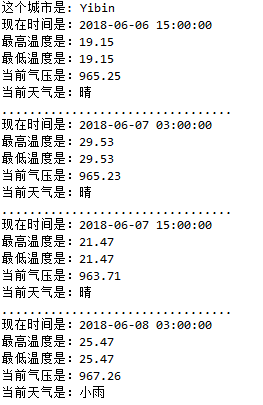 这个城市是: Yibin
现在时间是: 2018-06-06 15:00:00
最高温度是: 19.15
最低温度是: 19.15
当前气压是: 965.25
当前天气是: 晴
.................................
现在时间是: 2018-06-07 03:00:00
最高温度是: 29.53
最低温度是: 29.53
当前气压是: 965.23
当前天气是: 晴
.................................
现在时间是: 2018-06-07 15:00:00
最高温度是: 21.47
最低温度是: 21.47
当前气压是: 963.71
当前天气是: 晴
.................................
现在时间是: 2018-06-08 03:00:00
最高温度是: 25.47
最低温度是: 25.47
当前气压是: 967.26
当前天气是: 小雨